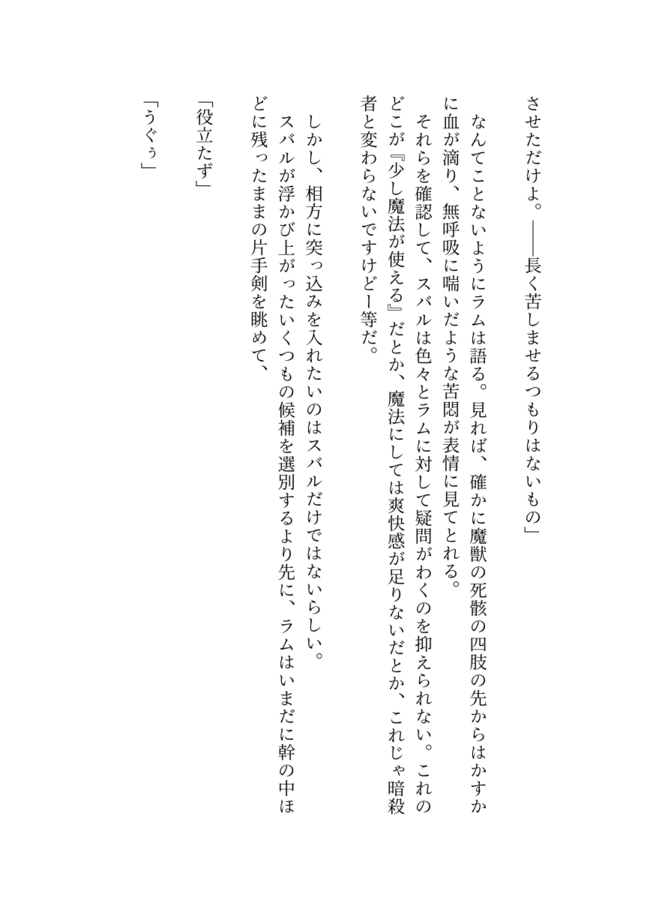 させただけよ。――長く苦しませるつもりはないもの」
なんてことないようにラムは語る。見れば、確かに魔獣の死骸の四肢の先からはかすか
に血が滴り、無呼吸に喘いだような苦悶が表情に見てとれる。
それらを確認して、スバルは色々とラムに対して疑問がわくのを抑えられない。これの
どこが『少し魔法が使える』だとか、魔法にしては爽快感が足りないだとか、これじゃ暗殺
者と変わらないですけどー等だ。
しかし、相方に突っ込みを入れたいのはスバルだけではないらしい。
スバルが浮かび上がったいくつもの候補を選別するより先に、ラムはいまだに幹の中ほ
どに残ったままの片手剣を眺めて、
「役立たず」
「うぐぅ」